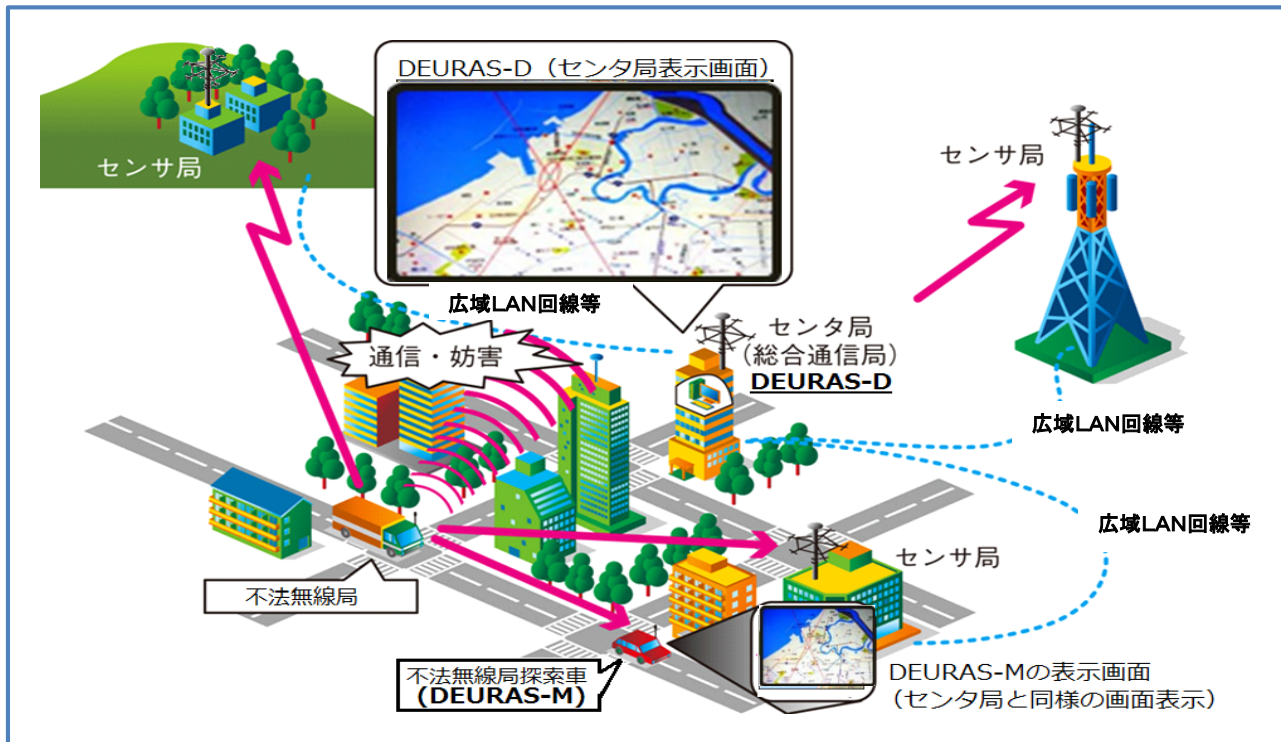 DEURAS-D（センタ局表示画面）
センサ局
センサ局
広域LAN回線等
通信・妨害
センタ局
（総合通信局）
DEURAS-D
広域LAN回線等
広域LAN回線等
センサ局
不法無線局
不法無線局探索車
(DEURAS-M)
DEURAS-Mの表示画面
（センタ局と同様の画面表示）